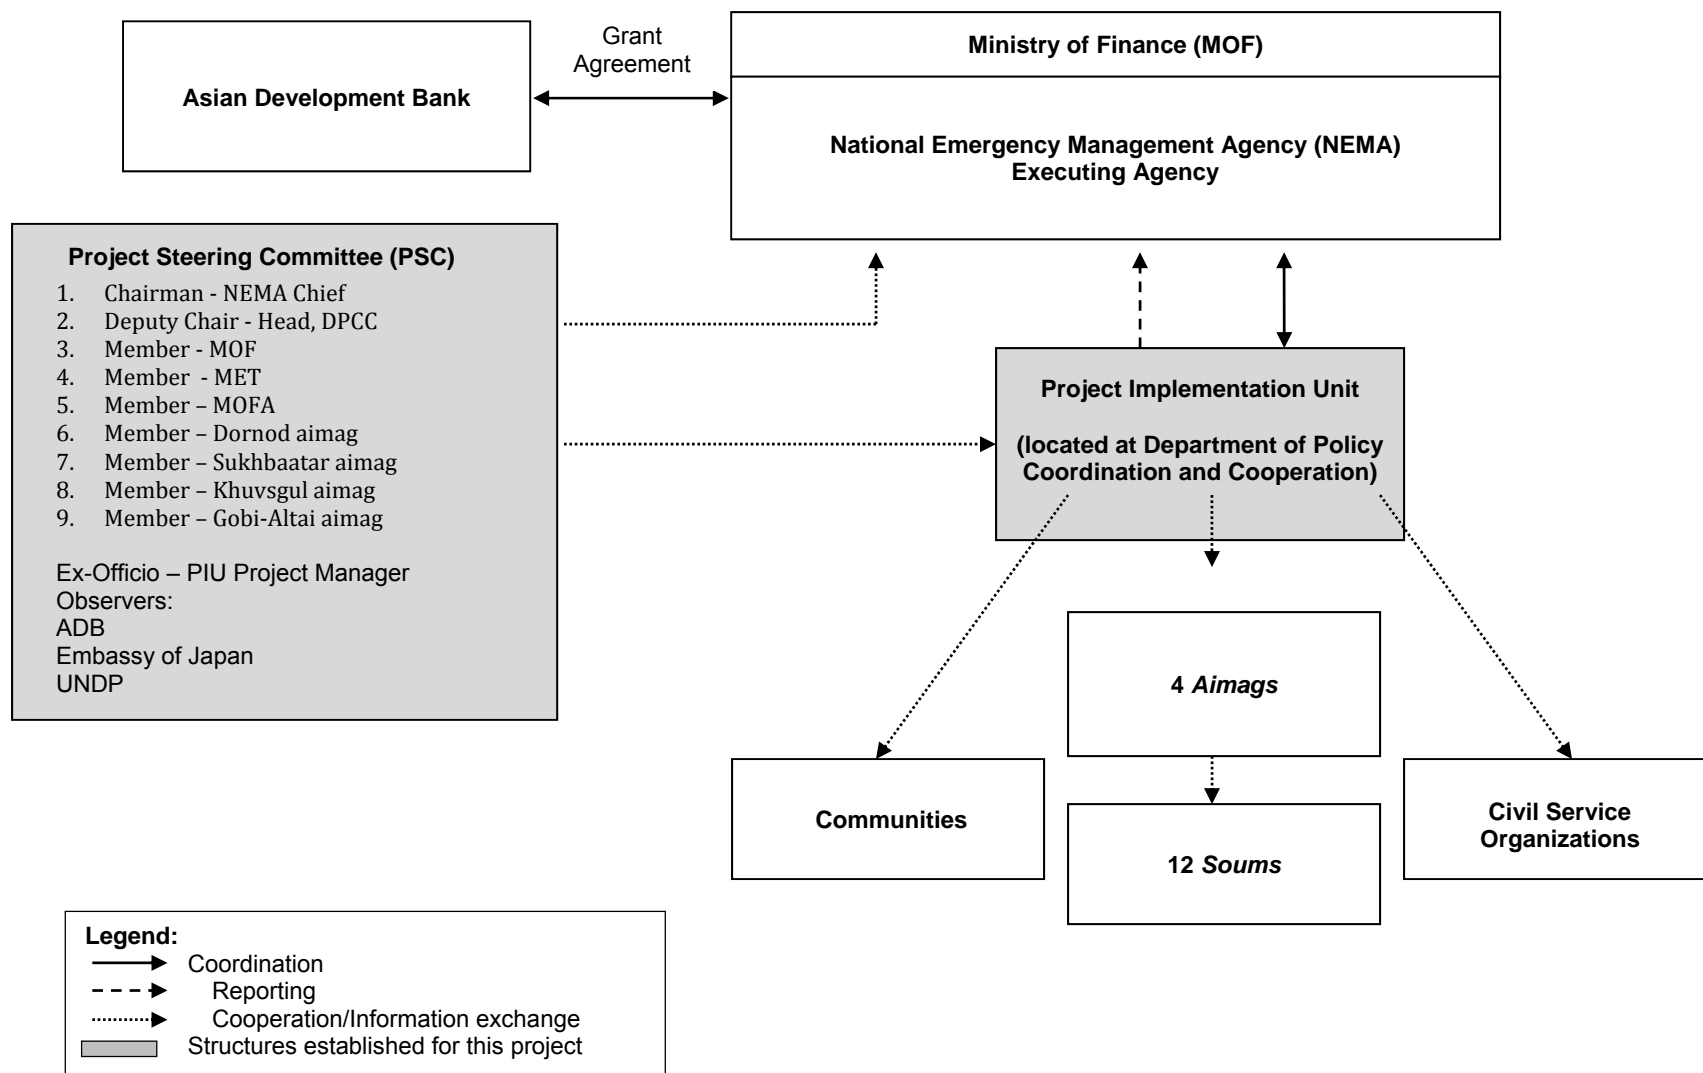 Asian Development Bank
Grant
Agreement
Ministry of Finance (MOF)
National Emergency Management Agency (NEMA)
Executing Agency
Project Steering Committee (PSC)
1. Chairman - NEMA Chief
2. Deputy Chair - Head, DPCC
3. Member - MOF
4. Member - MET
5. Member – MOFA
6. Member – Dornod aimag
7. Member – Sukhbaatar aimag
8. Member – Khuvsgul aimag
9. Member – Gobi-Altai aimag
Ex-Officio – PIU Project Manager
Observers:
ADB
Embassy of Japan
UNDP
Project Implementation Unit
(located at Department of Policy
Coordination and Cooperation)
4 Aimags
Communities
12 Soums
Civil Service
Organizations
Legend:
Coordination
Reporting
Cooperation/Information exchange
Structures established for this project